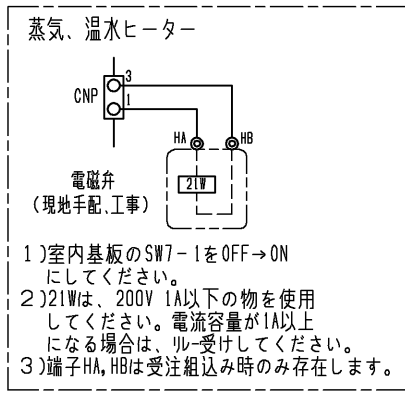 蒸気、温水ヒーター
3
CNP
1
HA
HB
電磁弁
21W
(現地手配、工事)
1)室内基板のSW7-1をOFF→ON
にしてください。
2)21Wは、200V 1A以下の物を使用
してください。電流容量が1A以上
になる場合は、リレー受けしてください。
3)端子HA,HBは受注組込み時のみ存在します。